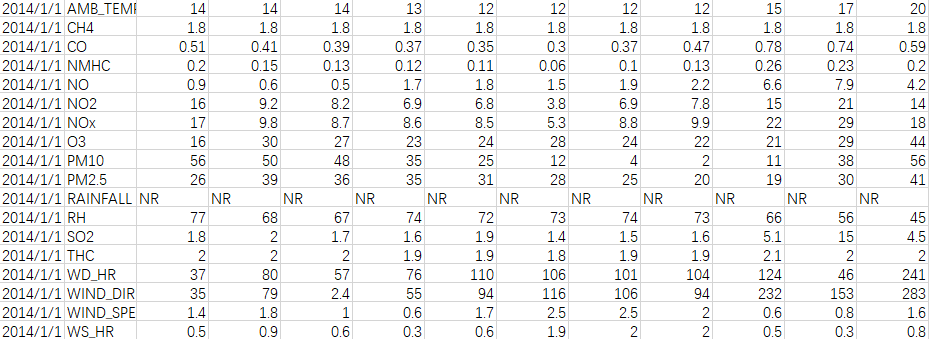 2014/1/1 AMB_TEMP 14 14 14 13 12 12 12 12 15 17 20
2014/1/1 CH4 1.8 1.8 1.8 1.8 1.8 1.8 1.8 1.8 1.8 1.8 1.8
2014/1/1 CO 0.51 0.41 0.39 0.37 0.35 0.3 0.37 0.47 0.78 0.74 0.59
2014/1/1 NMHC 0.2 0.15 0.13 0.12 0.11 0.06 0.1 0.13 0.26 0.23 0.2
2014/1/1 NO 0.9 0.6 0.5 1.7 1.8 1.5 1.9 2.2 6.6 7.9 4.2
2014/1/1 NO2 16 9.2 8.2 6.9 6.8 3.8 6.9 7.8 15 21 14
2014/1/1 NOx 17 9.8 8.7 8.6 8.5 5.3 8.8 9.9 22 29 18
2014/1/1 O3 16 30 27 23 24 28 24 22 21 29 44
2014/1/1 PM10 56 50 48 35 25 12 4 2 11 38 56
2014/1/1 PM2.5 26 39 36 35 31 28 25 20 19 30 41
2014/1/1 RAINFALL NR NR NR NR NR NR NR NR NR NR NR
2014/1/1 RH 77 68 67 74 72 73 74 73 66 56 45
2014/1/1 SO2 1.8 2 1.7 1.6 1.9 1.4 1.5 1.6 5.1 15 4.5
2014/1/1 THC 2 2 2 1.9 1.9 1.8 1.9 1.9 2.1 2 2
2014/1/1 WD_HR 37 80 57 76 110 106 101 104 124 46 241
2014/1/1 WIND_DIR 35 79 2.4 55 94 116 106 94 232 153 283
2014/1/1 WIND_SPE 1.4 1.8 1 0.6 1.7 2.5 2.5 2 0.6 0.8 1.6
2014/1/1 WS_HR 0.5 0.9 0.6 0.3 0.6 1.9 2 2 0.5 0.3 0.8